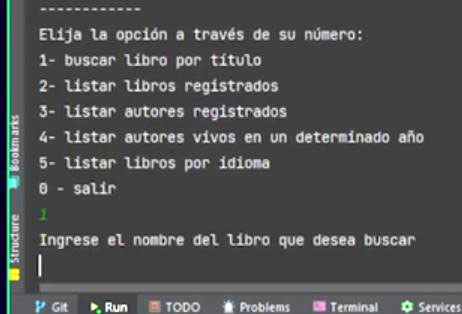 ------------
Elija la opción a través de su número:
1- buscar libro por título
2- listar libros registrados
3- listar autores registrados
4- listar autores vivos en un determinado año
5- listar libros por idioma
0 - salir
1
Ingrese el nombre del libro que desea buscar
Bookmarks
Structure
Git Run TODO Problems Terminal Services